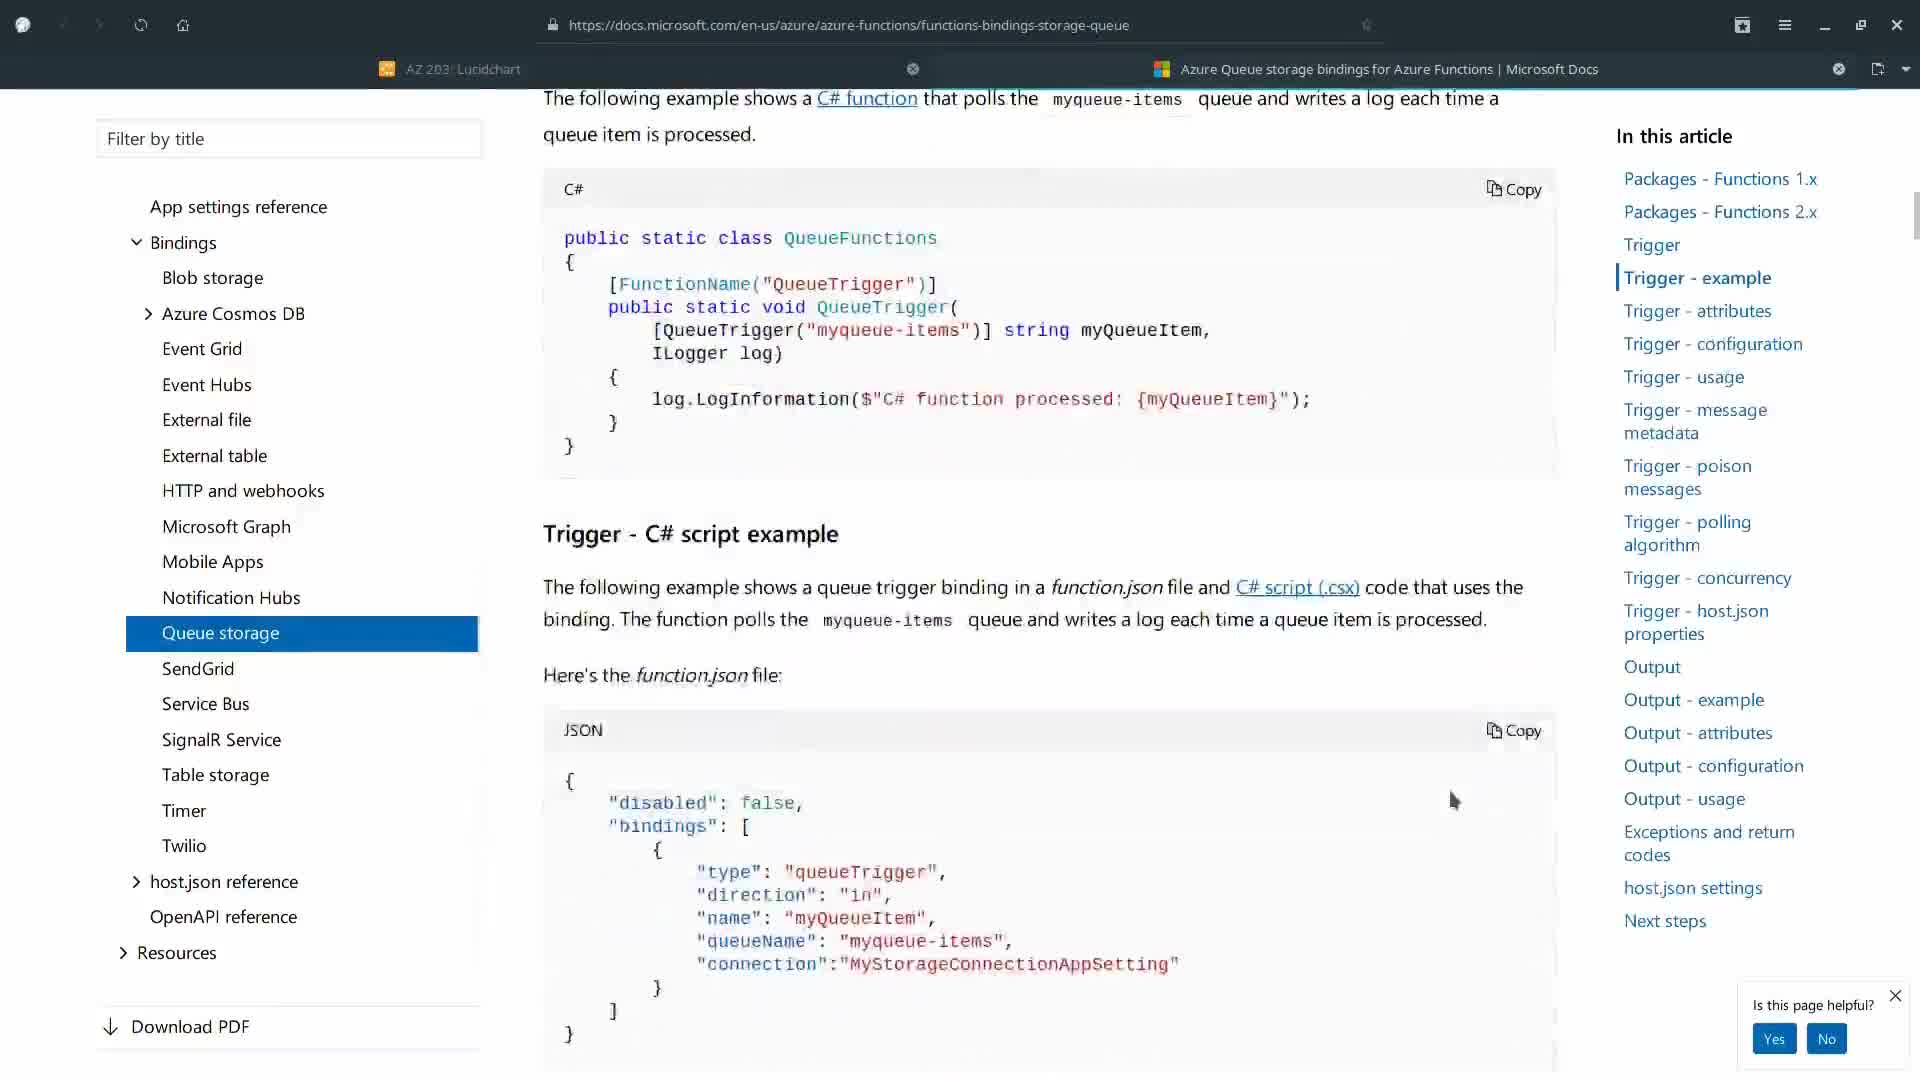 https://docs.microsoft.com/en-us/azure/azure-functions/functions-bindings-storage-queue
AZ 203: Lucidchart
Azure Queue storage bindings for Azure Functions | Microsoft Docs
Filter by title
App settings reference
Bindings
Blob storage
Azure Cosmos DB
Event Grid
Event Hubs
External file
External table
HTTP and webhooks
Microsoft Graph
Mobile Apps
Notification Hubs
Queue storage
SendGrid
Service Bus
SignalR Service
Table storage
Timer
Twilio
host.json reference
OpenAPI reference
Resources
Download PDF
The following example shows a C# function that polls the myqueue-items queue and writes a log each time a
queue item is processed.
C#
Copy
public static class QueueFunctions
{
[FunctionName("QueueTrigger")]
public static void QueueTrigger(
[QueueTrigger("myqueue-items")] string myQueueItem,
ILogger log)
{
log.LogInformation($"C# function processed: {myQueueItem}");
}
}
Trigger - C# script example
The following example shows a queue trigger binding in a function.json file and C# script (.csx) code that uses the
binding. The function polls the myqueue-items queue and writes a log each time a queue item is processed.
Here's the function.json file:
JSON
Copy
{
"disabled": false,
"bindings": [
{
"type": "queueTrigger",
"direction": "in",
"name": "myQueueItem",
"queueName": "myqueue-items",
"connection":"MyStorageConnectionAppSetting"
}
]
}
In this article
Packages - Functions 1.x
Packages - Functions 2.x
Trigger
Trigger - example
Trigger - attributes
Trigger - configuration
Trigger - usage
Trigger - message
metadata
Trigger - poison
messages
Trigger - polling
algorithm
Trigger - concurrency
Trigger - host.json
properties
Output
Output - example
Output - attributes
Output - configuration
Output - usage
Exceptions and return
codes
host.json settings
Next steps
Is this page helpful?
Yes
No